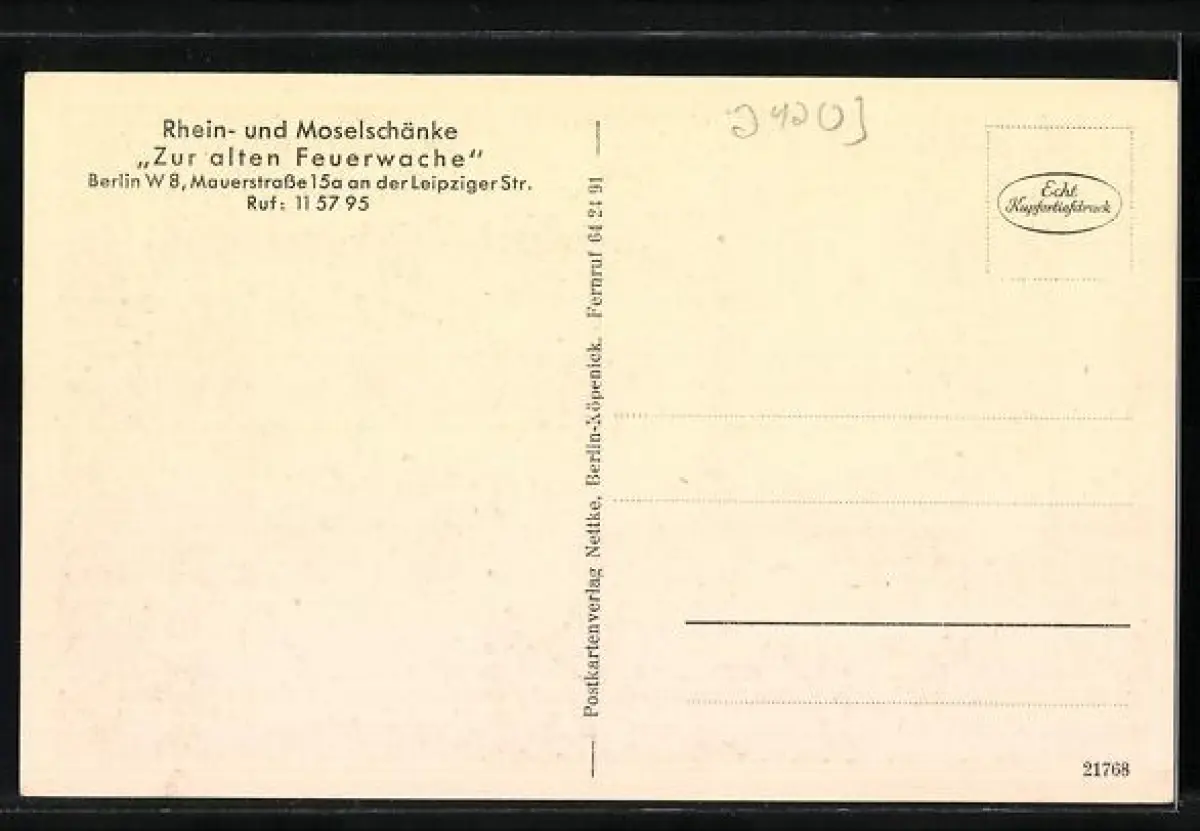 Rhein- und Moselschänke
„Zur alten Feuerwache“
Berlin W 8, Mauerstraße 15a an der Leipziger Str.
Ruf: 11 57 95
Postkartenverlag Nettke, Berlin-Köpenick. Fernruf 64 24 91
Echt
Kupfertiefdruck
21768